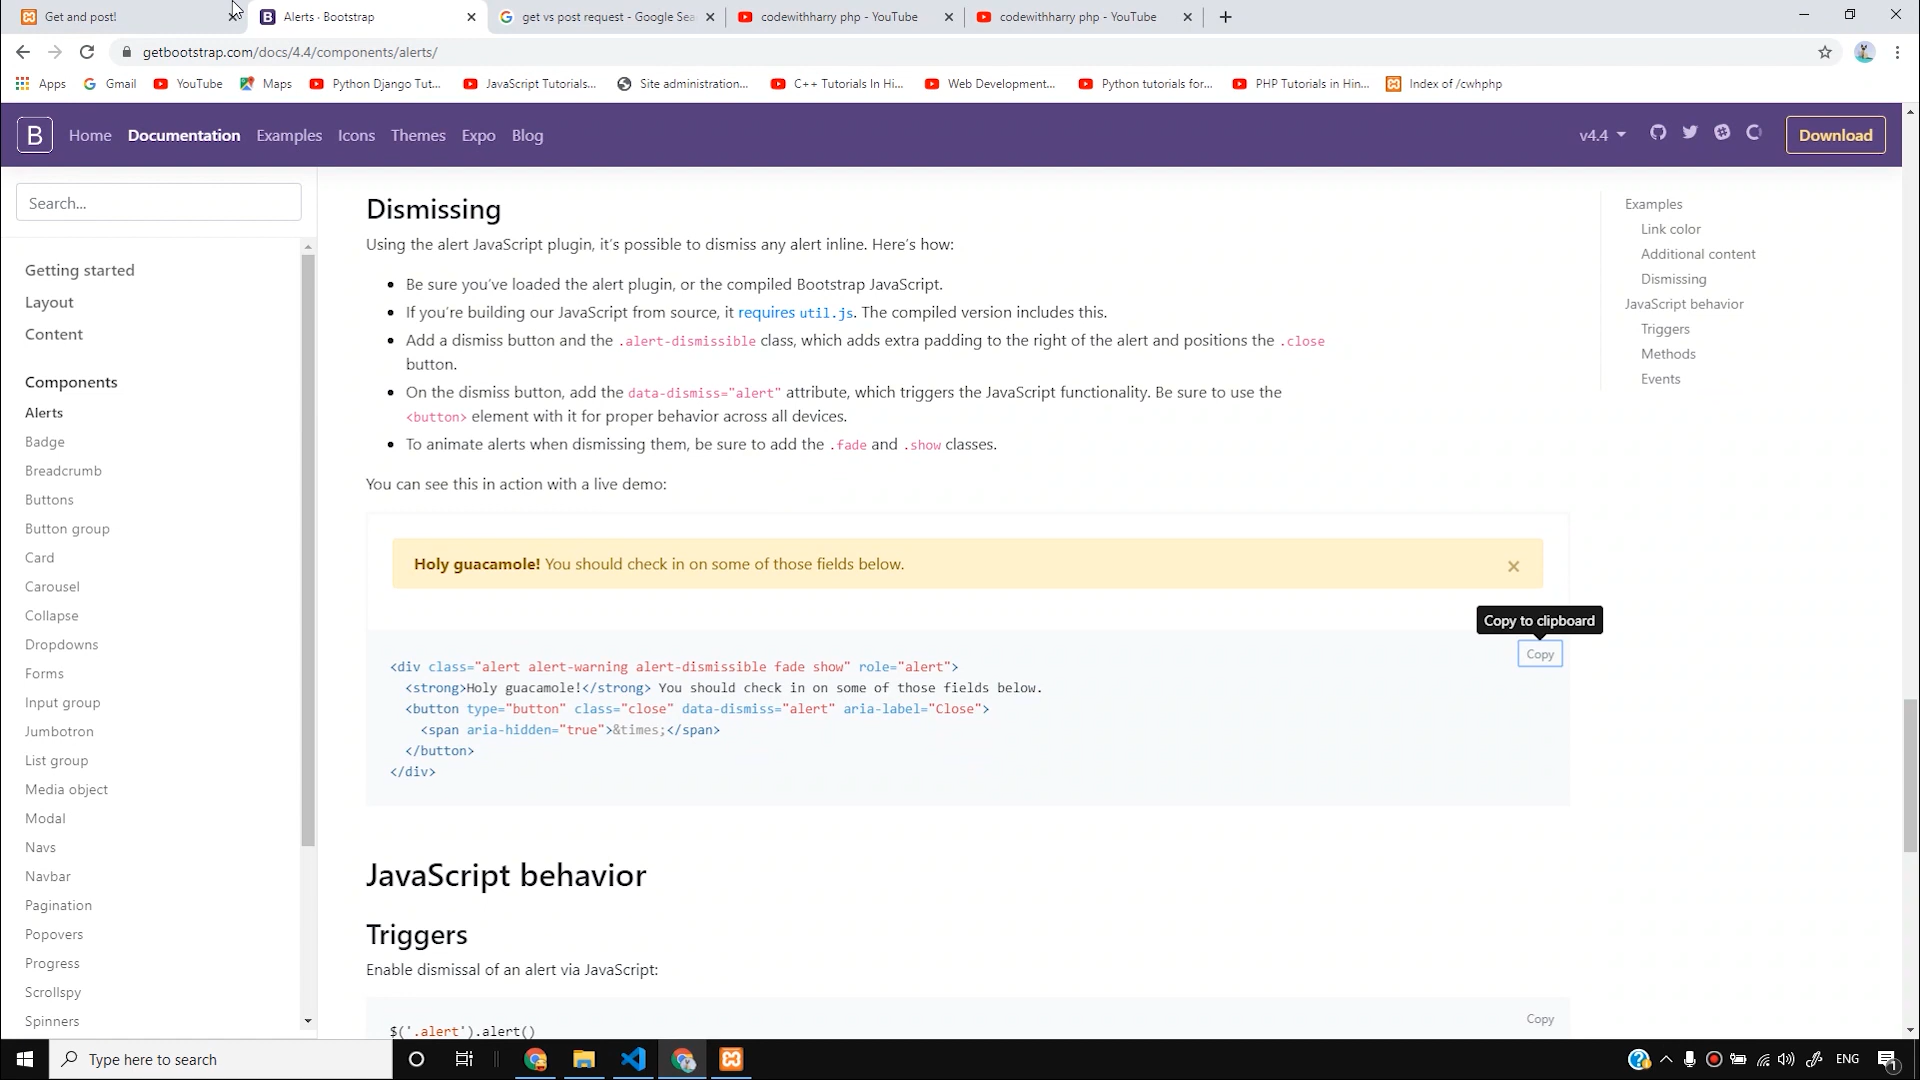 Get and post!
Alerts · Bootstrap
get vs post request - Google Sea
codewithharry php - YouTube
codewithharry php - YouTube
getbootstrap.com/docs/4.4/components/alerts/
Apps
Gmail
YouTube
Maps
Python Django Tut...
JavaScript Tutorials...
Site administration...
C++ Tutorials In Hi...
Web Development...
Python tutorials for...
PHP Tutorials in Hin...
Index of /cwhphp
B
Home
Documentation
Examples
Icons
Themes
Expo
Blog
v4.4
Download
Search...
Getting started
Layout
Content
Components
Alerts
Badge
Breadcrumb
Buttons
Button group
Card
Carousel
Collapse
Dropdowns
Forms
Input group
Jumbotron
List group
Media object
Modal
Navs
Navbar
Pagination
Popovers
Progress
Scrollspy
Spinners
Dismissing
Using the alert JavaScript plugin, it's possible to dismiss any alert inline. Here's how:
Be sure you've loaded the alert plugin, or the compiled Bootstrap JavaScript.
If you're building our JavaScript from source, it requires util.js. The compiled version includes this.
Add a dismiss button and the .alert-dismissible class, which adds extra padding to the right of the alert and positions the .close
button.
On the dismiss button, add the data-dismiss="alert" attribute, which triggers the JavaScript functionality. Be sure to use the
<button> element with it for proper behavior across all devices.
To animate alerts when dismissing them, be sure to add the .fade and .show classes.
You can see this in action with a live demo:
Holy guacamole! You should check in on some of those fields below.
×
Copy to clipboard
Copy
<div class="alert alert-warning alert-dismissible fade show" role="alert">
<strong>Holy guacamole!</strong> You should check in on some of those fields below.
<button type="button" class="close" data-dismiss="alert" aria-label="Close">
<span aria-hidden="true">&times;</span>
</button>
</div>
JavaScript behavior
Triggers
Enable dismissal of an alert via JavaScript:
Copy
$('.alert').alert()
Examples
Link color
Additional content
Dismissing
JavaScript behavior
Triggers
Methods
Events
Type here to search
ENG
1